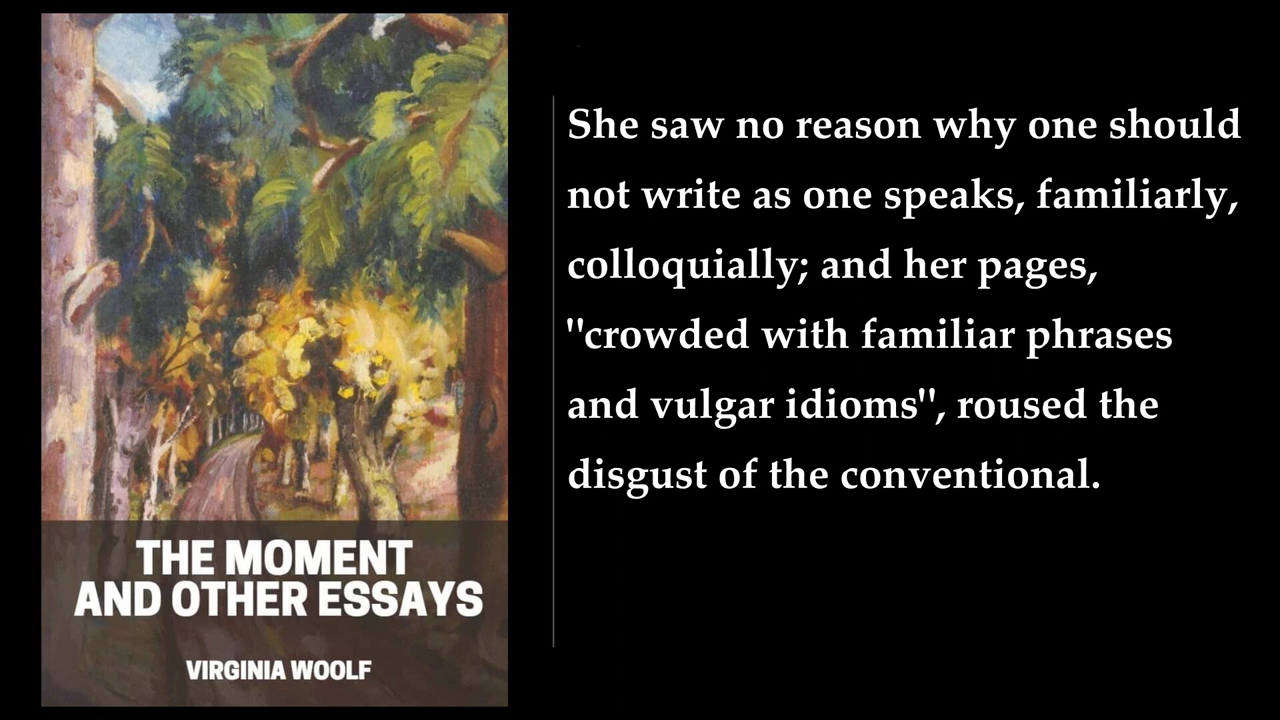 THE MOMENT
AND OTHER ESSAYS
VIRGINIA WOOLF
She saw no reason why one should
not write as one speaks, familiarly,
colloquially; and her pages,
"crowded with familiar phrases
and vulgar idioms", roused the
disgust of the conventional.